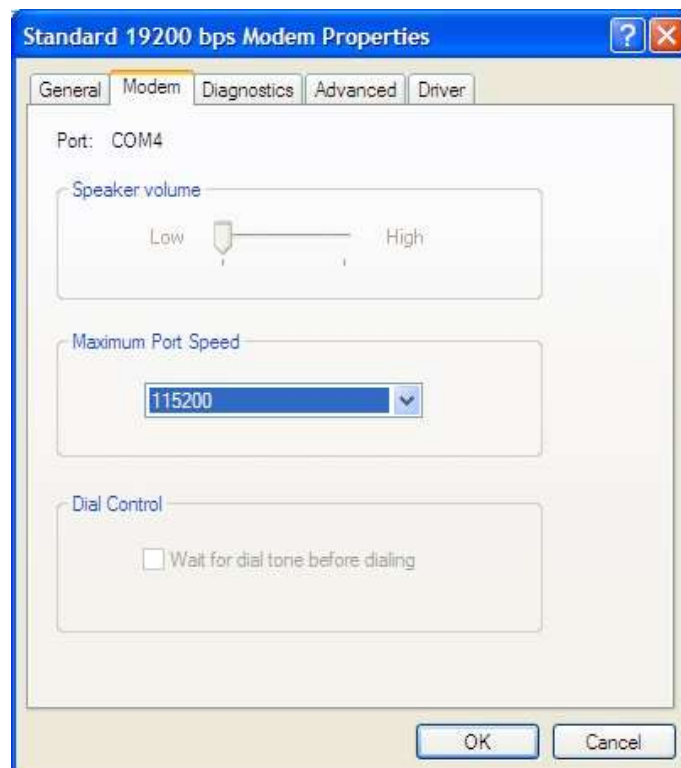 Standard 19200 bps Modem Properties
General Modem Diagnostics Advanced Driver
Port: COM4
Speaker volume
Low High
Maximum Port Speed
115200
Dial Control
Wait for dial tone before dialing
OK Cancel